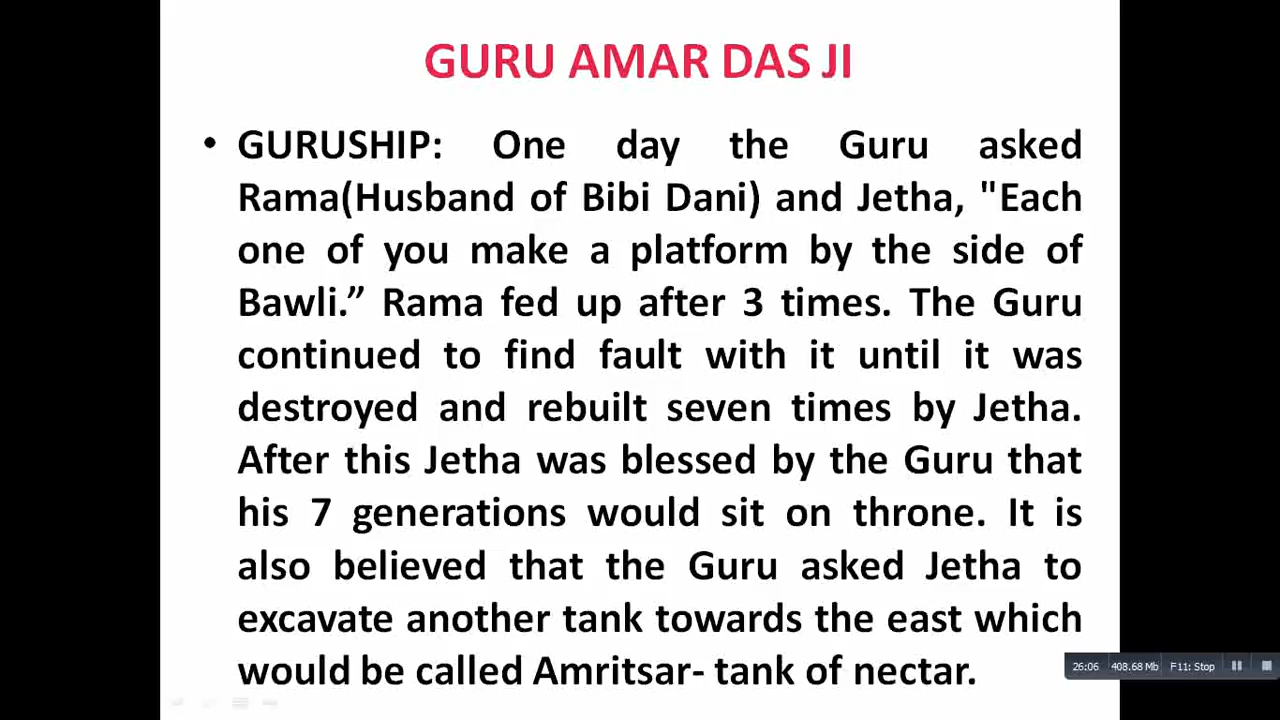 GURU AMAR DAS JI
• GURUSHIP: One day the Guru asked
Rama(Husband of Bibi Dani) and Jetha, "Each
one of you make a platform by the side of
Bawli.” Rama fed up after 3 times. The Guru
continued to find fault with it until it was
destroyed and rebuilt seven times by Jetha.
After this Jetha was blessed by the Guru that
his 7 generations would sit on throne. It is
also believed that the Guru asked Jetha to
excavate another tank towards the east which
would be called Amritsar- tank of nectar.
26:06 408.68 Mb F11: Stop